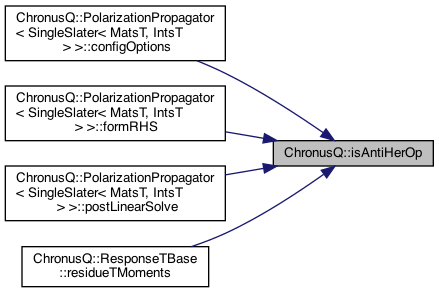 ChronusQ::PolarizationPropagator
< SingleSlater< MatsT, IntsT
> >::configOptions
ChronusQ::PolarizationPropagator
< SingleSlater< MatsT, IntsT
> >::formRHS
ChronusQ::isAntiHerOp
ChronusQ::PolarizationPropagator
< SingleSlater< MatsT, IntsT
> >::postLinearSolve
ChronusQ::ResponseTBase
::residueTMoments